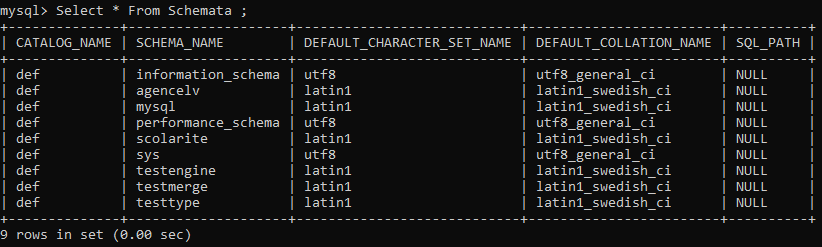 mysql> Select * From Schemata ;
+--------------+--------------------+----------------------------+------------------------+----------+
| CATALOG_NAME | SCHEMA_NAME        | DEFAULT_CHARACTER_SET_NAME | DEFAULT_COLLATION_NAME | SQL_PATH |
+--------------+--------------------+----------------------------+------------------------+----------+
| def          | information_schema | utf8                       | utf8_general_ci        | NULL     |
| def          | agencelv           | latin1                     | latin1_swedish_ci      | NULL     |
| def          | mysql              | latin1                     | latin1_swedish_ci      | NULL     |
| def          | performance_schema | utf8                       | utf8_general_ci        | NULL     |
| def          | scolarite          | latin1                     | latin1_swedish_ci      | NULL     |
| def          | sys                | utf8                       | utf8_general_ci        | NULL     |
| def          | testengine         | latin1                     | latin1_swedish_ci      | NULL     |
| def          | testmerge          | latin1                     | latin1_swedish_ci      | NULL     |
| def          | testtype           | latin1                     | latin1_swedish_ci      | NULL     |
+--------------+--------------------+----------------------------+------------------------+----------+
9 rows in set (0.00 sec)